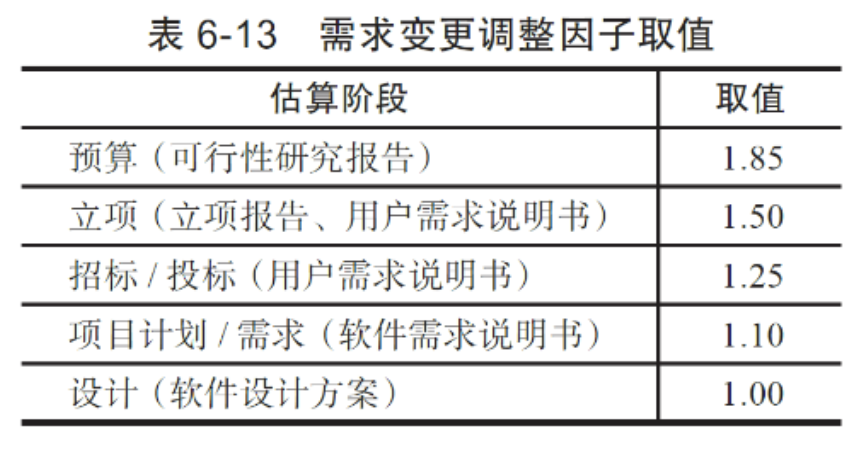 表 6-13 需求变更调整因子取值
估算阶段 取值
预算（可行性研究报告） 1.85
立项（立项报告、用户需求说明书） 1.50
招标 / 投标（用户需求说明书） 1.25
项目计划 / 需求（软件需求说明书） 1.10
设计（软件设计方案） 1.00